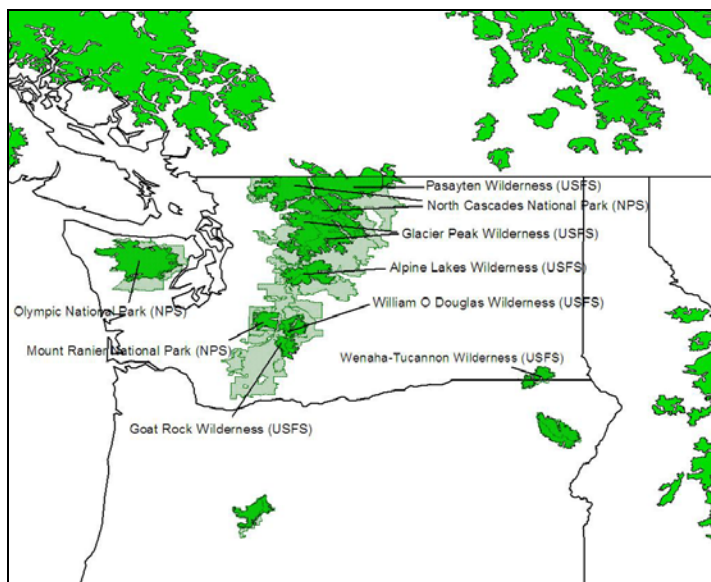 Pasayten Wilderness (USFS)
North Cascades National Park (NPS)
Glacier Peak Wilderness (USFS)
Alpine Lakes Wilderness (USFS)
William O Douglas Wilderness (USFS)
Olympic National Park (NPS)
Mount Ranier National Park (NPS)
Wenaha-Tucannon Wilderness (USFS)
Goat Rock Wilderness (USFS)